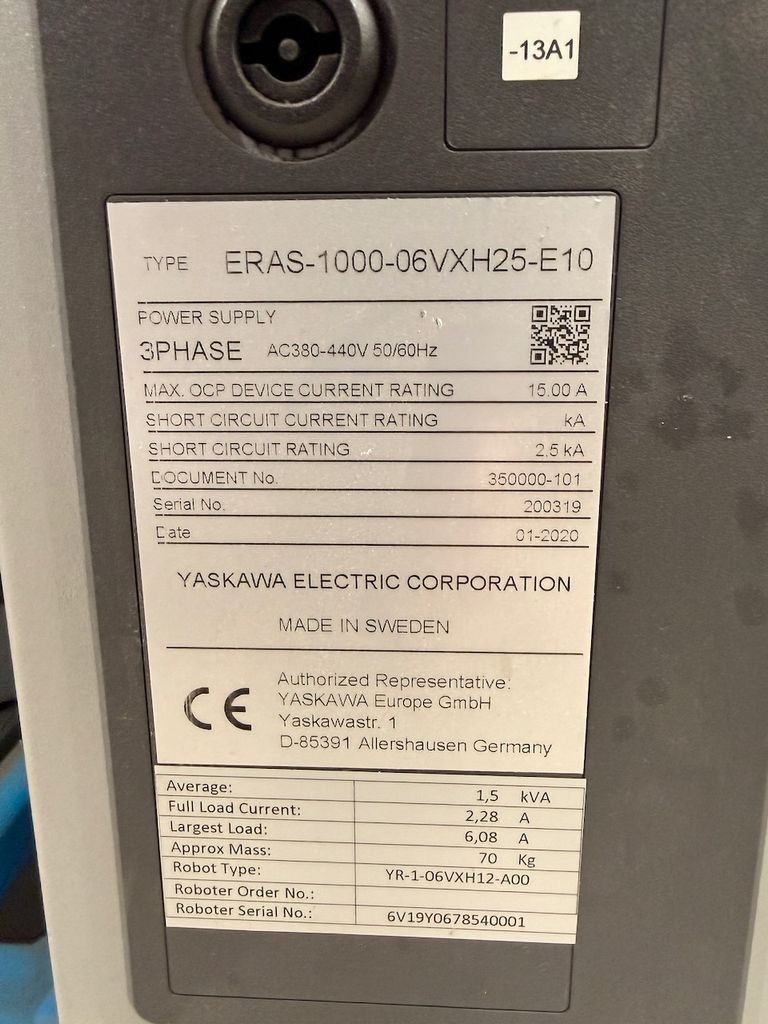 -13A1
TYPE ERAS-1000-06VXH25-E10
POWER SUPPLY
3PHASE AC380-440V 50/60Hz
MAX. OCP DEVICE CURRENT RATING 15.00 A
SHORT CIRCUIT CURRENT RATING kA
SHORT CIRCUIT RATING 2,5 kA
DOCUMENT No. 350000-101
Serial No. 200319
Date 01-2020
YASKAWA ELECTRIC CORPORATION
MADE IN SWEDEN
CE
Authorized Representative:
YASKAWA Europe GmbH
Yaskawastr. 1
D-85391 Allershausen Germany
Average: 1,5 kVA
Full Load Current: 2,28 A
Largest Load: 6,08 A
Approx Mass: 70 Kg
Robot Type: YR-1-06VXH12-A00
Roboter Order No.:
Roboter Serial No.: 6V19Y0678540001